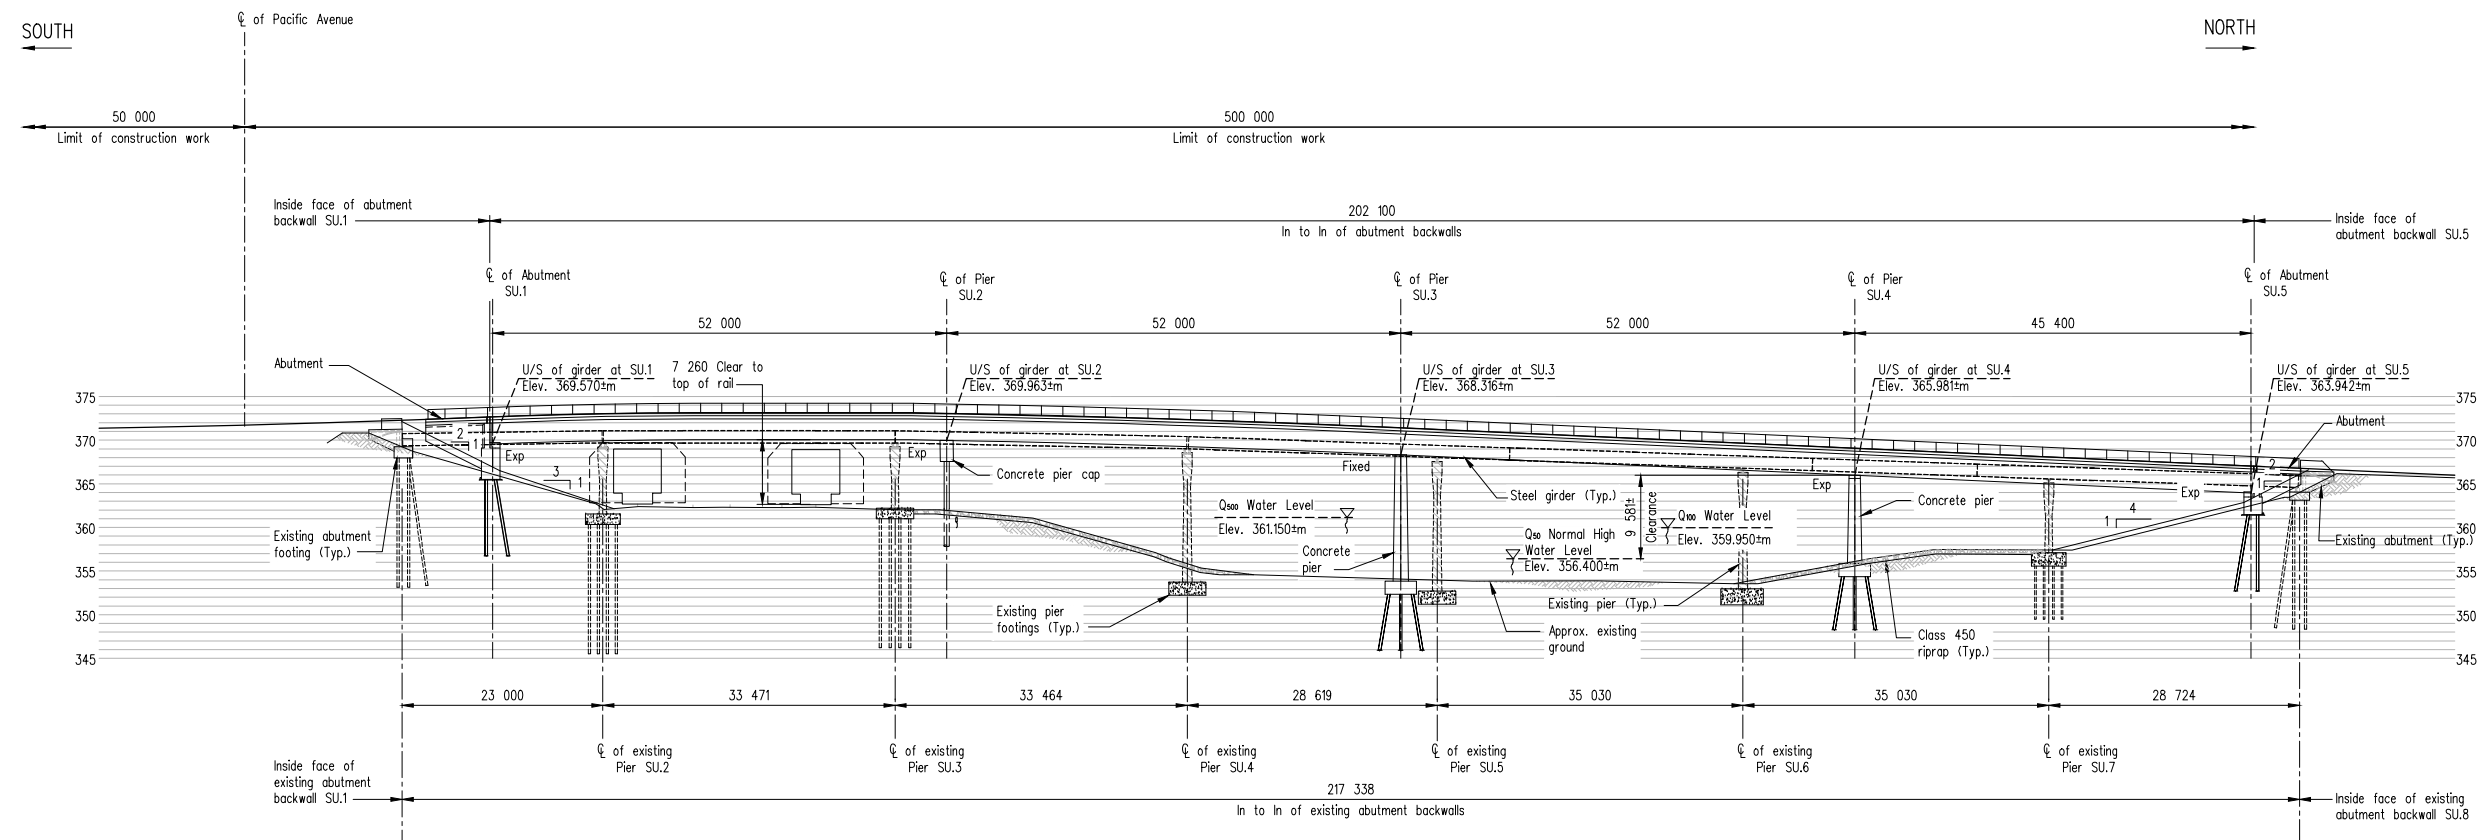 ℄ of Pacific Avenue
SOUTH
NORTH
50 000
Limit of construction work
500 000
Limit of construction work
Inside face of abutment
backwall SU.1
202 100
In to In of abutment backwalls
Inside face of
abutment backwall SU.5
℄ of Abutment
SU.1
℄ of Pier
SU.2
℄ of Pier
SU.3
℄ of Pier
SU.4
℄ of Abutment
SU.5
52 000
52 000
52 000
45 400
Abutment
U/S of girder at SU.1
Elev. 369.570±m
7 260 Clear to
top of rail
U/S of girder at SU.2
Elev. 369.963±m
U/S of girder at SU.3
Elev. 368.316±m
U/S of girder at SU.4
Elev. 365.981±m
U/S of girder at SU.5
Elev. 363.942±m
375
370
365
360
355
350
345
375
370
365
360
355
350
345
2
1
Exp
3
1
Exp
Concrete pier cap
Fixed
Steel girder (Typ.)
Exp
Concrete pier
Exp
2
1
4
1
Abutment
Existing abutment
footing (Typ.)
Q500 Water Level
Elev. 361.150±m
Concrete
pier
Q50 Normal High
Water Level
Elev. 356.400±m
9 581±
Clearance
Q100 Water Level
Elev. 359.950±m
Existing abutment (Typ.)
Existing pier
footings (Typ.)
Existing pier (Typ.)
Approx. existing
ground
Class 450
riprap (Typ.)
23 000
33 471
33 464
28 619
35 030
35 030
28 724
℄ of existing
Pier SU.2
℄ of existing
Pier SU.3
℄ of existing
Pier SU.4
℄ of existing
Pier SU.5
℄ of existing
Pier SU.6
℄ of existing
Pier SU.7
Inside face of
existing abutment
backwall SU.1
217 338
In to In of existing abutment backwalls
Inside face of existing
abutment backwall SU.8